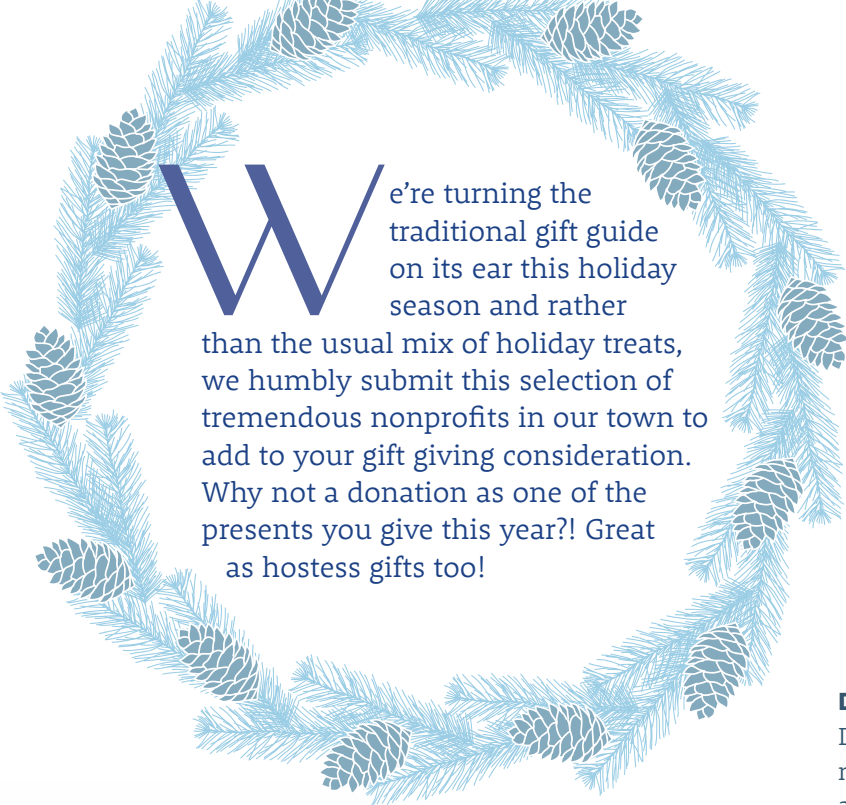 We’re turning the
traditional gift guide
on its ear this holiday
season and rather
than the usual mix of holiday treats,
we humbly submit this selection of
tremendous nonprofits in our town to
add to your gift giving consideration.
Why not a donation as one of the
presents you give this year?! Great
as hostess gifts too!